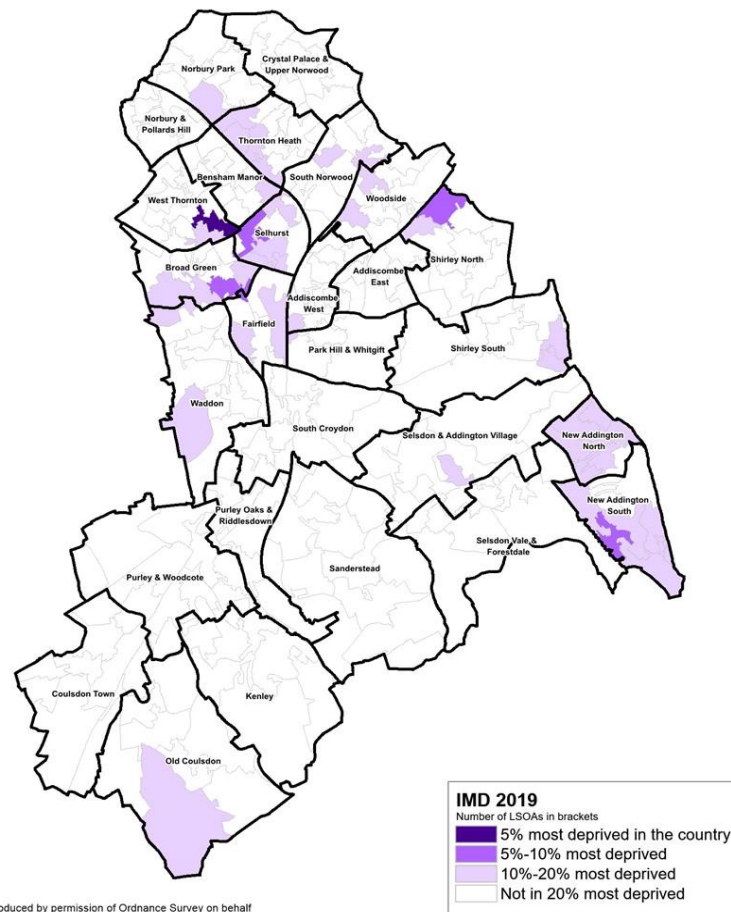 Crystal Palace &
Upper Norwood
Norbury Park
Norbury &
Pollards Hill
Thornton Heath
Bensham Manor
South Norwood
West Thornton
Woodside
Selhurst
Shirley North
Broad Green
Addiscombe
East
Addiscombe
West
Fairfield
Park Hill & Whitgift
Shirley South
Waddon
South Croydon
Selsdon & Addington Village
New Addington
North
New Addington
South
Purley Oaks &
Riddlesdown
Selsdon Vale &
Forestdale
Sanderstead
Purley & Woodcote
Coulsdon Town
Kenley
Old Coulsdon
IMD 2019
Number of LSOAs in brackets
5% most deprived in the country
5%-10% most deprived
10%-20% most deprived
Not in 20% most deprived
oduced by permission of Ordnance Survey on behalf